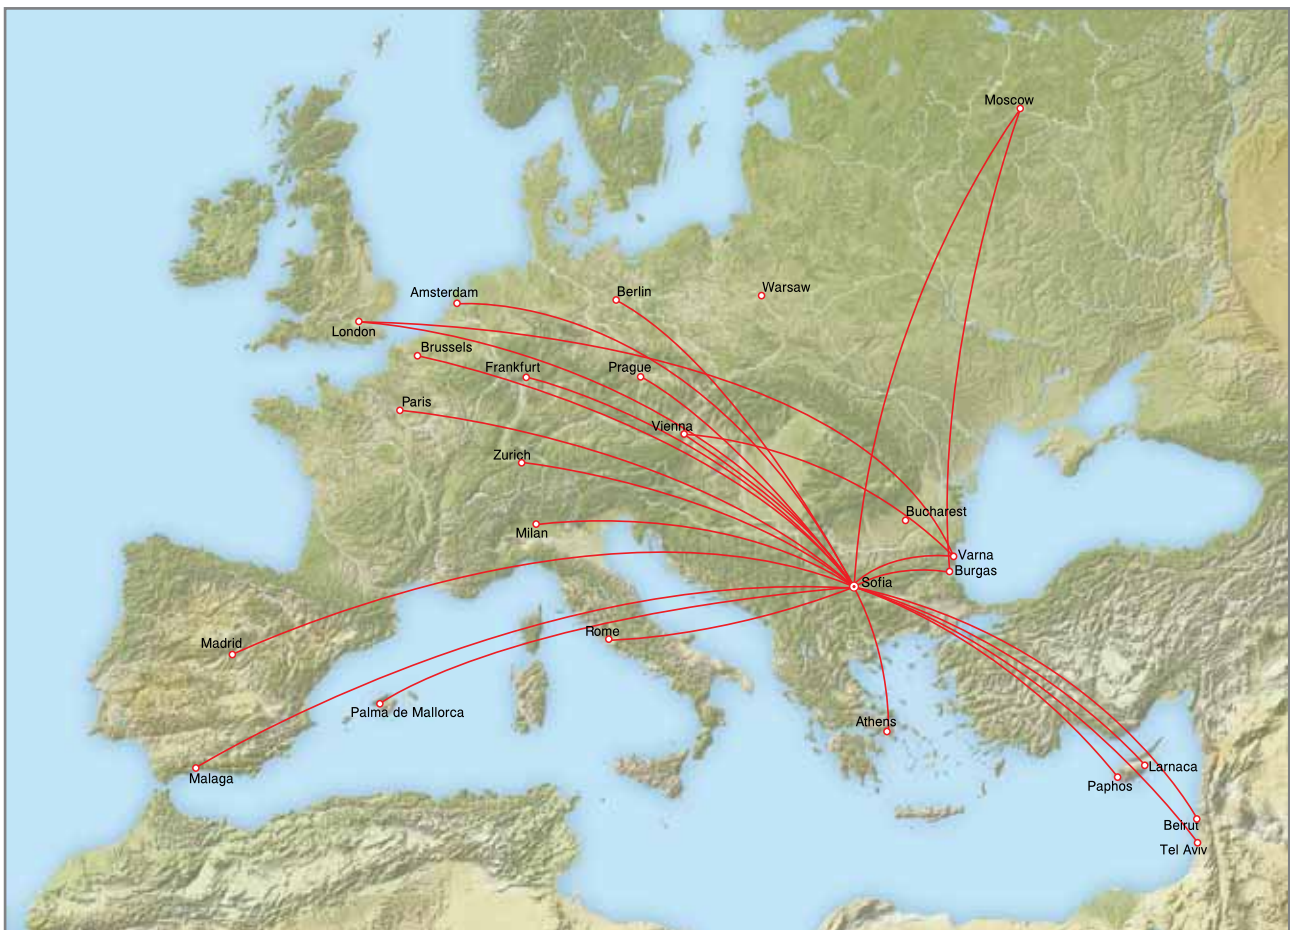 Moscow
Warsaw
Berlin
Amsterdam
London
Brussels
Frankfurt
Prague
Paris
Vienna
Zurich
Bucharest
Milan
Varna
Burgas
Sofia
Rome
Madrid
Palma de Mallorca
Athens
Larnaca
Malaga
Paphos
Beirut
Tel Aviv